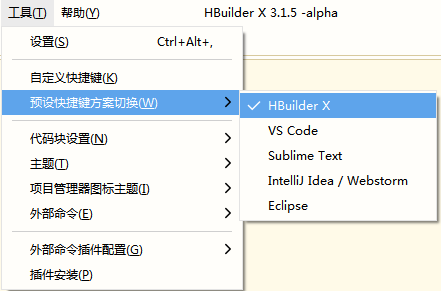 工具(T) 帮助(Y) HBuilder X 3.1.5 -alpha
设置(S) Ctrl+Alt+,
自定义快捷键(K)
预设快捷键方案切换(W)
HBuilder X
VS Code
Sublime Text
IntelliJ Idea / Webstorm
Eclipse
代码块设置(N)
主题(T)
项目管理器图标主题(I)
外部命令(E)
外部命令插件配置(G)
插件安装(P)